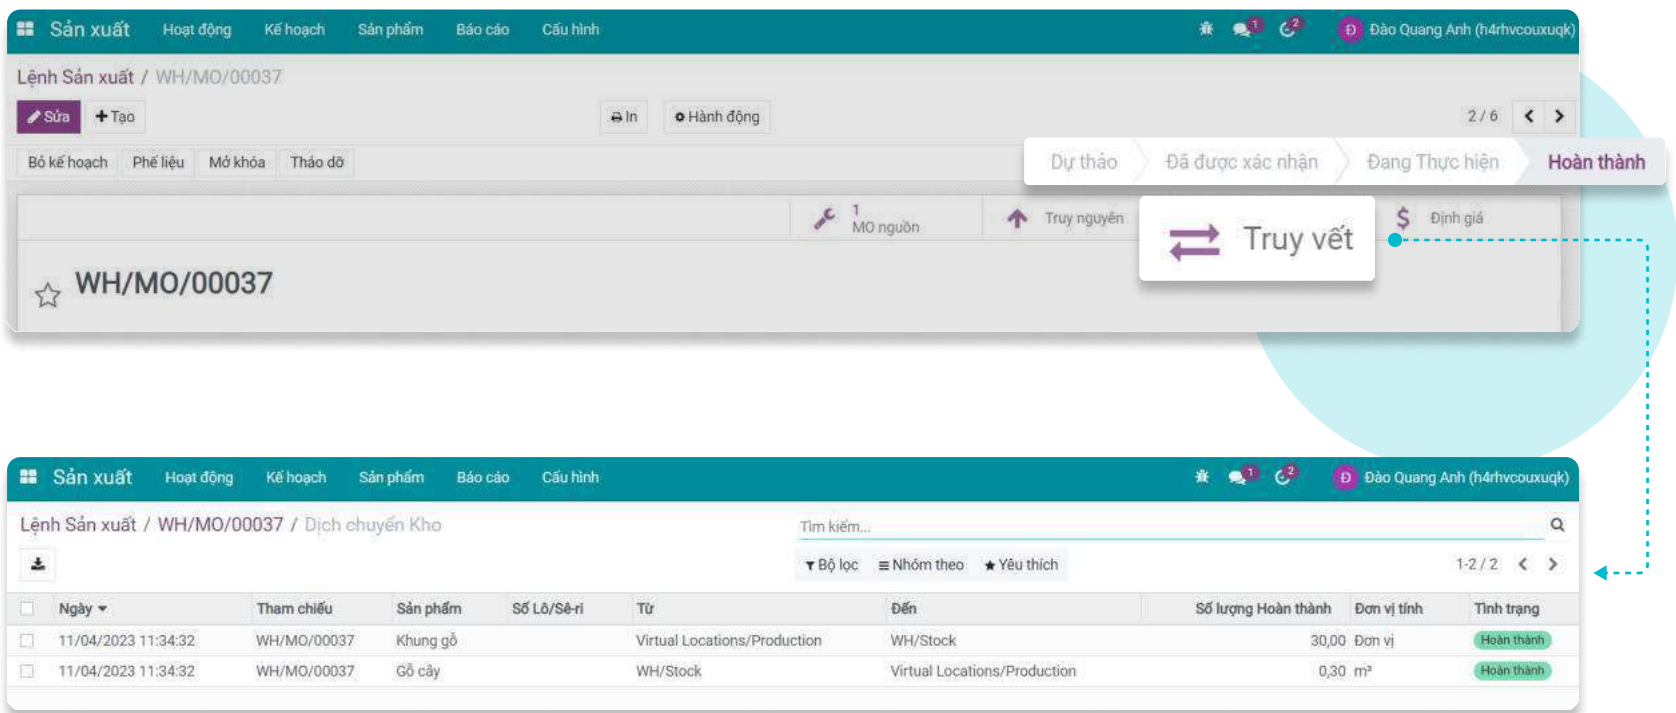 Sản xuất Hoạt động Kế hoạch Sản phẩm Báo cáo Cấu hình 1 2 Đ Đào Quang Anh (h4rhvcouxuqk)
Lệnh Sản xuất / WH/MO/00037
Sửa Tạo In Hành động 2 / 6
Bỏ kế hoạch Phế liệu Mở khóa Tháo dỡ Dự thảo Đã được xác nhận Đang Thực hiện Hoàn thành
1
MO nguồn Truy nguyên Truy vết Định giá
WH/MO/00037
Sản xuất Hoạt động Kế hoạch Sản phẩm Báo cáo Cấu hình 1 2 Đ Đào Quang Anh (h4rhvcouxuqk)
Lệnh Sản xuất / WH/MO/00037 / Dịch chuyển Kho Tìm kiếm...
Bộ lọc Nhóm theo Yêu thích 1-2 / 2
Ngày Tham chiếu Sản phẩm Số Lô/Sê-ri Từ Đến Số lượng Hoàn thành Đơn vị tính Tình trạng
11/04/2023 11:34:32 WH/MO/00037 Khung gỗ Virtual Locations/Production WH/Stock 30,00 Đơn vị Hoàn thành
11/04/2023 11:34:32 WH/MO/00037 Gỗ cây WH/Stock Virtual Locations/Production 0,30 m³ Hoàn thành